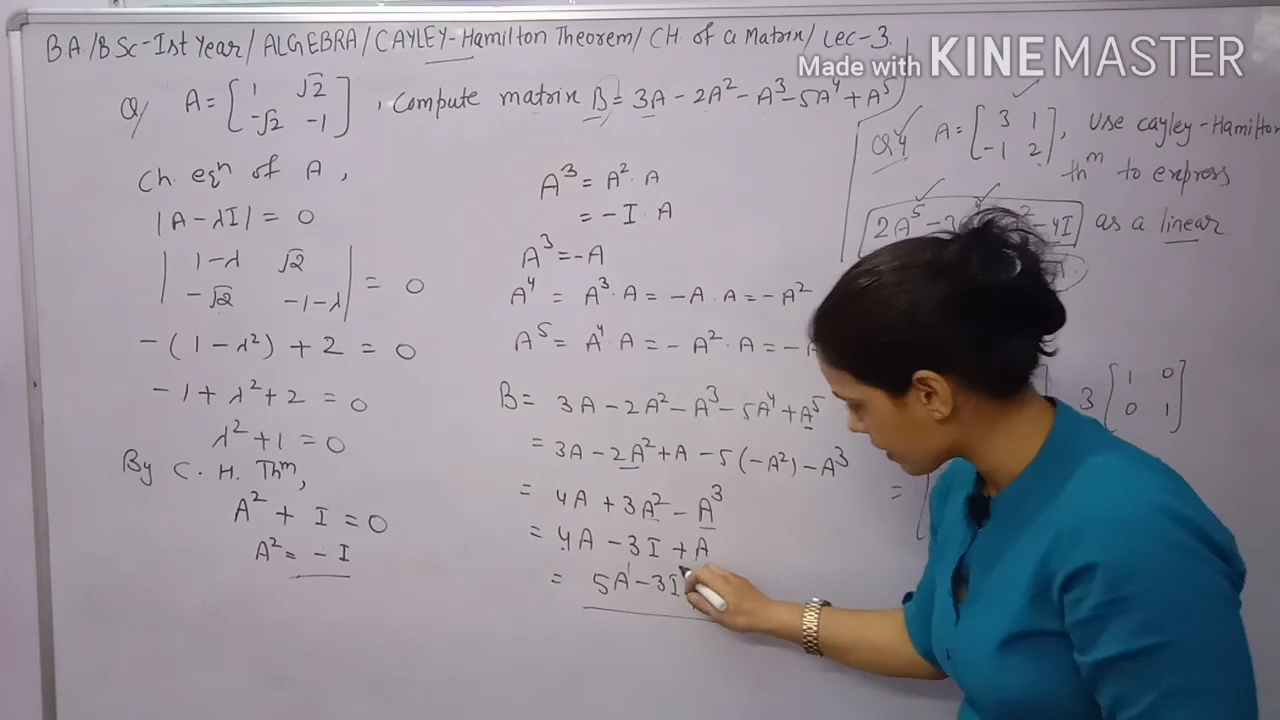 BA/BSc-Ist Year/ALGEBRA/CAYLEY-Hamilton Theorem/CH. of a Matrix/Lec-3.
Made with KINEMASTER
Q/ A = [1 √2
-√2 -1], Compute matrix B = 3A - 2A² - A³ - 5A⁴ + A⁵
Ch. eqⁿ of A,
|A - λI| = 0
|1-λ √2
-√2 -1-λ| = 0
-(1 - λ²) + 2 = 0
-1 + λ² + 2 = 0
λ² + 1 = 0
By C. H. Thᵐ,
A² + I = 0
A² = - I
A³ = A² · A
= - I · A
A³ = -A
A⁴ = A³ · A = -A · A = -A²
A⁵ = A⁴ · A = - A² · A = -
B = 3A - 2A² - A³ - 5A⁴ + A⁵
= 3A - 2A² + A - 5(-A²) - A³
= 4A + 3A² - A³
= 4A - 3I + A
= 5A - 3I
Q4 A = [3 1
-1 2], Use Cayley-Hamilton
thᵐ to express
2A⁵ - - 4I as a linear
3 [1 0
0 1]
=